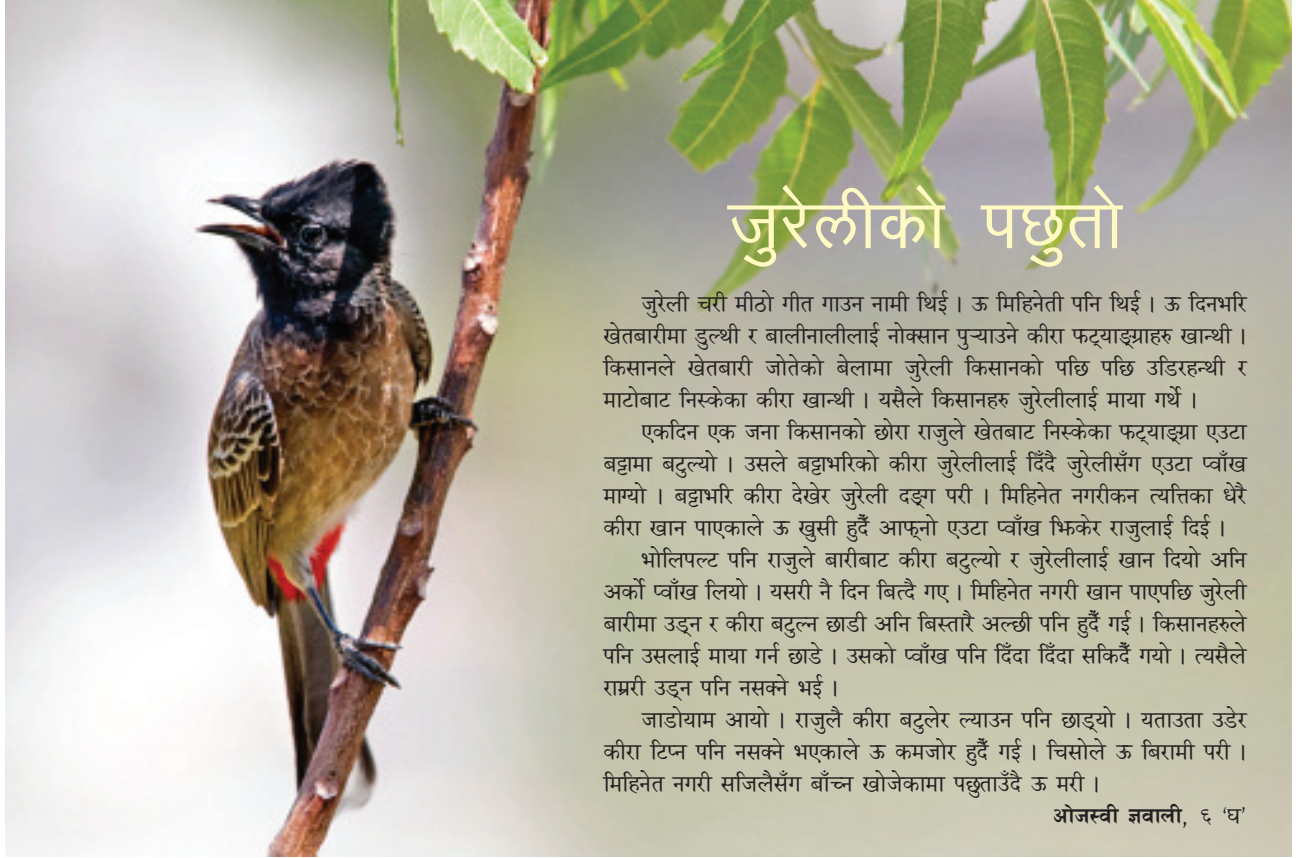 जुरेलीको पछुतो
जुरेली चरी मीठो गीत गाउन नामी थिई । ऊ मिहिनेती पनि थिई । ऊ दिनभरि
खेतबारीमा डुल्थी र बालीनालीलाई नोक्सान पुऱ्याउने कीरा फट्याङ्ग्राहरु खान्थी ।
किसानले खेतबारी जोतेको बेलामा जुरेली किसानको पछि पछि उडिरहन्थी र
माटोबाट निस्केका कीरा खान्थी । यसैले किसानहरु जुरेलीलाई माया गर्थे ।
एकदिन एक जना किसानको छोरा राजुले खेतबाट निस्केका फट्याङ्ग्रा एउटा
बट्टामा बटुल्यो । उसले बट्टाभरिको कीरा जुरेलीलाई दिँदै जुरेलीसँग एउटा प्वाँख
माग्यो । बट्टाभरि कीरा देखेर जुरेली दङ्ग परी । मिहिनेत नगरीकन त्यत्तिका धेरै
कीरा खान पाएकाले ऊ खुसी हुदैँ आफ्नो एउटा प्वाँख झिकेर राजुलाई दिई ।
भोलिपल्ट पनि राजुले बारीबाट कीरा बटुल्यो र जुरेलीलाई खान दियो अनि
अर्को प्वाँख लियो । यसरी नै दिन बित्दै गए । मिहिनेत नगरी खान पाएपछि जुरेली
बारीमा उड्न र कीरा बटुल्न छाडी अनि बिस्तारै अल्छी पनि हुदैँ गई । किसानहरुले
पनि उसलाई माया गर्न छाडे । उसको प्वाँख पनि दिँदा दिँदा सकिदैँ गयो । त्यसैले
राम्ररी उड्न पनि नसक्ने भई ।
जाडोयाम आयो । राजुलै कीरा बटुलेर ल्याउन पनि छाड्यो । यताउता उडेर
कीरा टिप्न पनि नसक्ने भएकाले ऊ कमजोर हुदैँ गई । चिसोले ऊ बिरामी परी ।
मिहिनेत नगरी सजिलैसँग बाँच्न खोजेकामा पछुताउँदै ऊ मरी ।
ओजस्वी ज्ञवाली, ६ ‘घ’